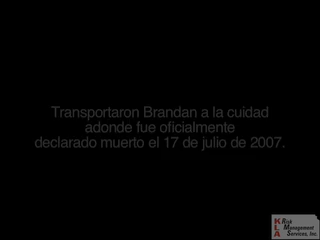 Transportaron Brandan a la cuidad
adonde fue oficialmente
declarado muerto el 17 de julio de 2007.
K Risk
L Management
A Services, Inc